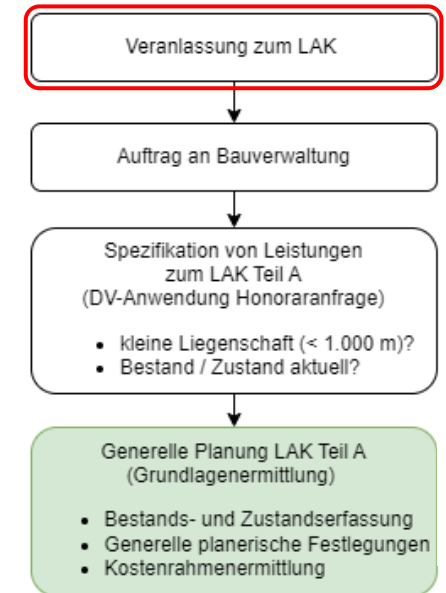 Veranlassung zum LAK
Auftrag an Bauverwaltung
Spezifikation von Leistungen
zum LAK Teil A
(DV-Anwendung Honoraranfrage)
• kleine Liegenschaft (< 1.000 m)?
• Bestand / Zustand aktuell?
Generelle Planung LAK Teil A
(Grundlagenermittlung)
• Bestands- und Zustandserfassung
• Generelle planerische Festlegungen
• Kostenrahmenermittlung